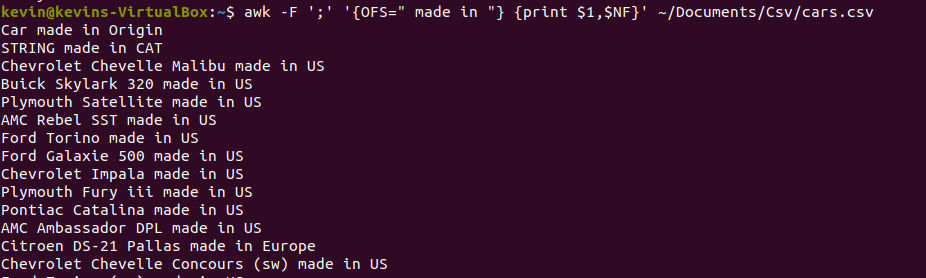 kevin@kevins-VirtualBox:~$ awk -F ';' '{OFS=" made in "} {print $1,$NF}' ~/Documents/Csv/cars.csv
Car made in Origin
STRING made in CAT
Chevrolet Chevelle Malibu made in US
Buick Skylark 320 made in US
Plymouth Satellite made in US
AMC Rebel SST made in US
Ford Torino made in US
Ford Galaxie 500 made in US
Chevrolet Impala made in US
Plymouth Fury iii made in US
Pontiac Catalina made in US
AMC Ambassador DPL made in US
Citroen DS-21 Pallas made in Europe
Chevrolet Chevelle Concours (sw) made in US